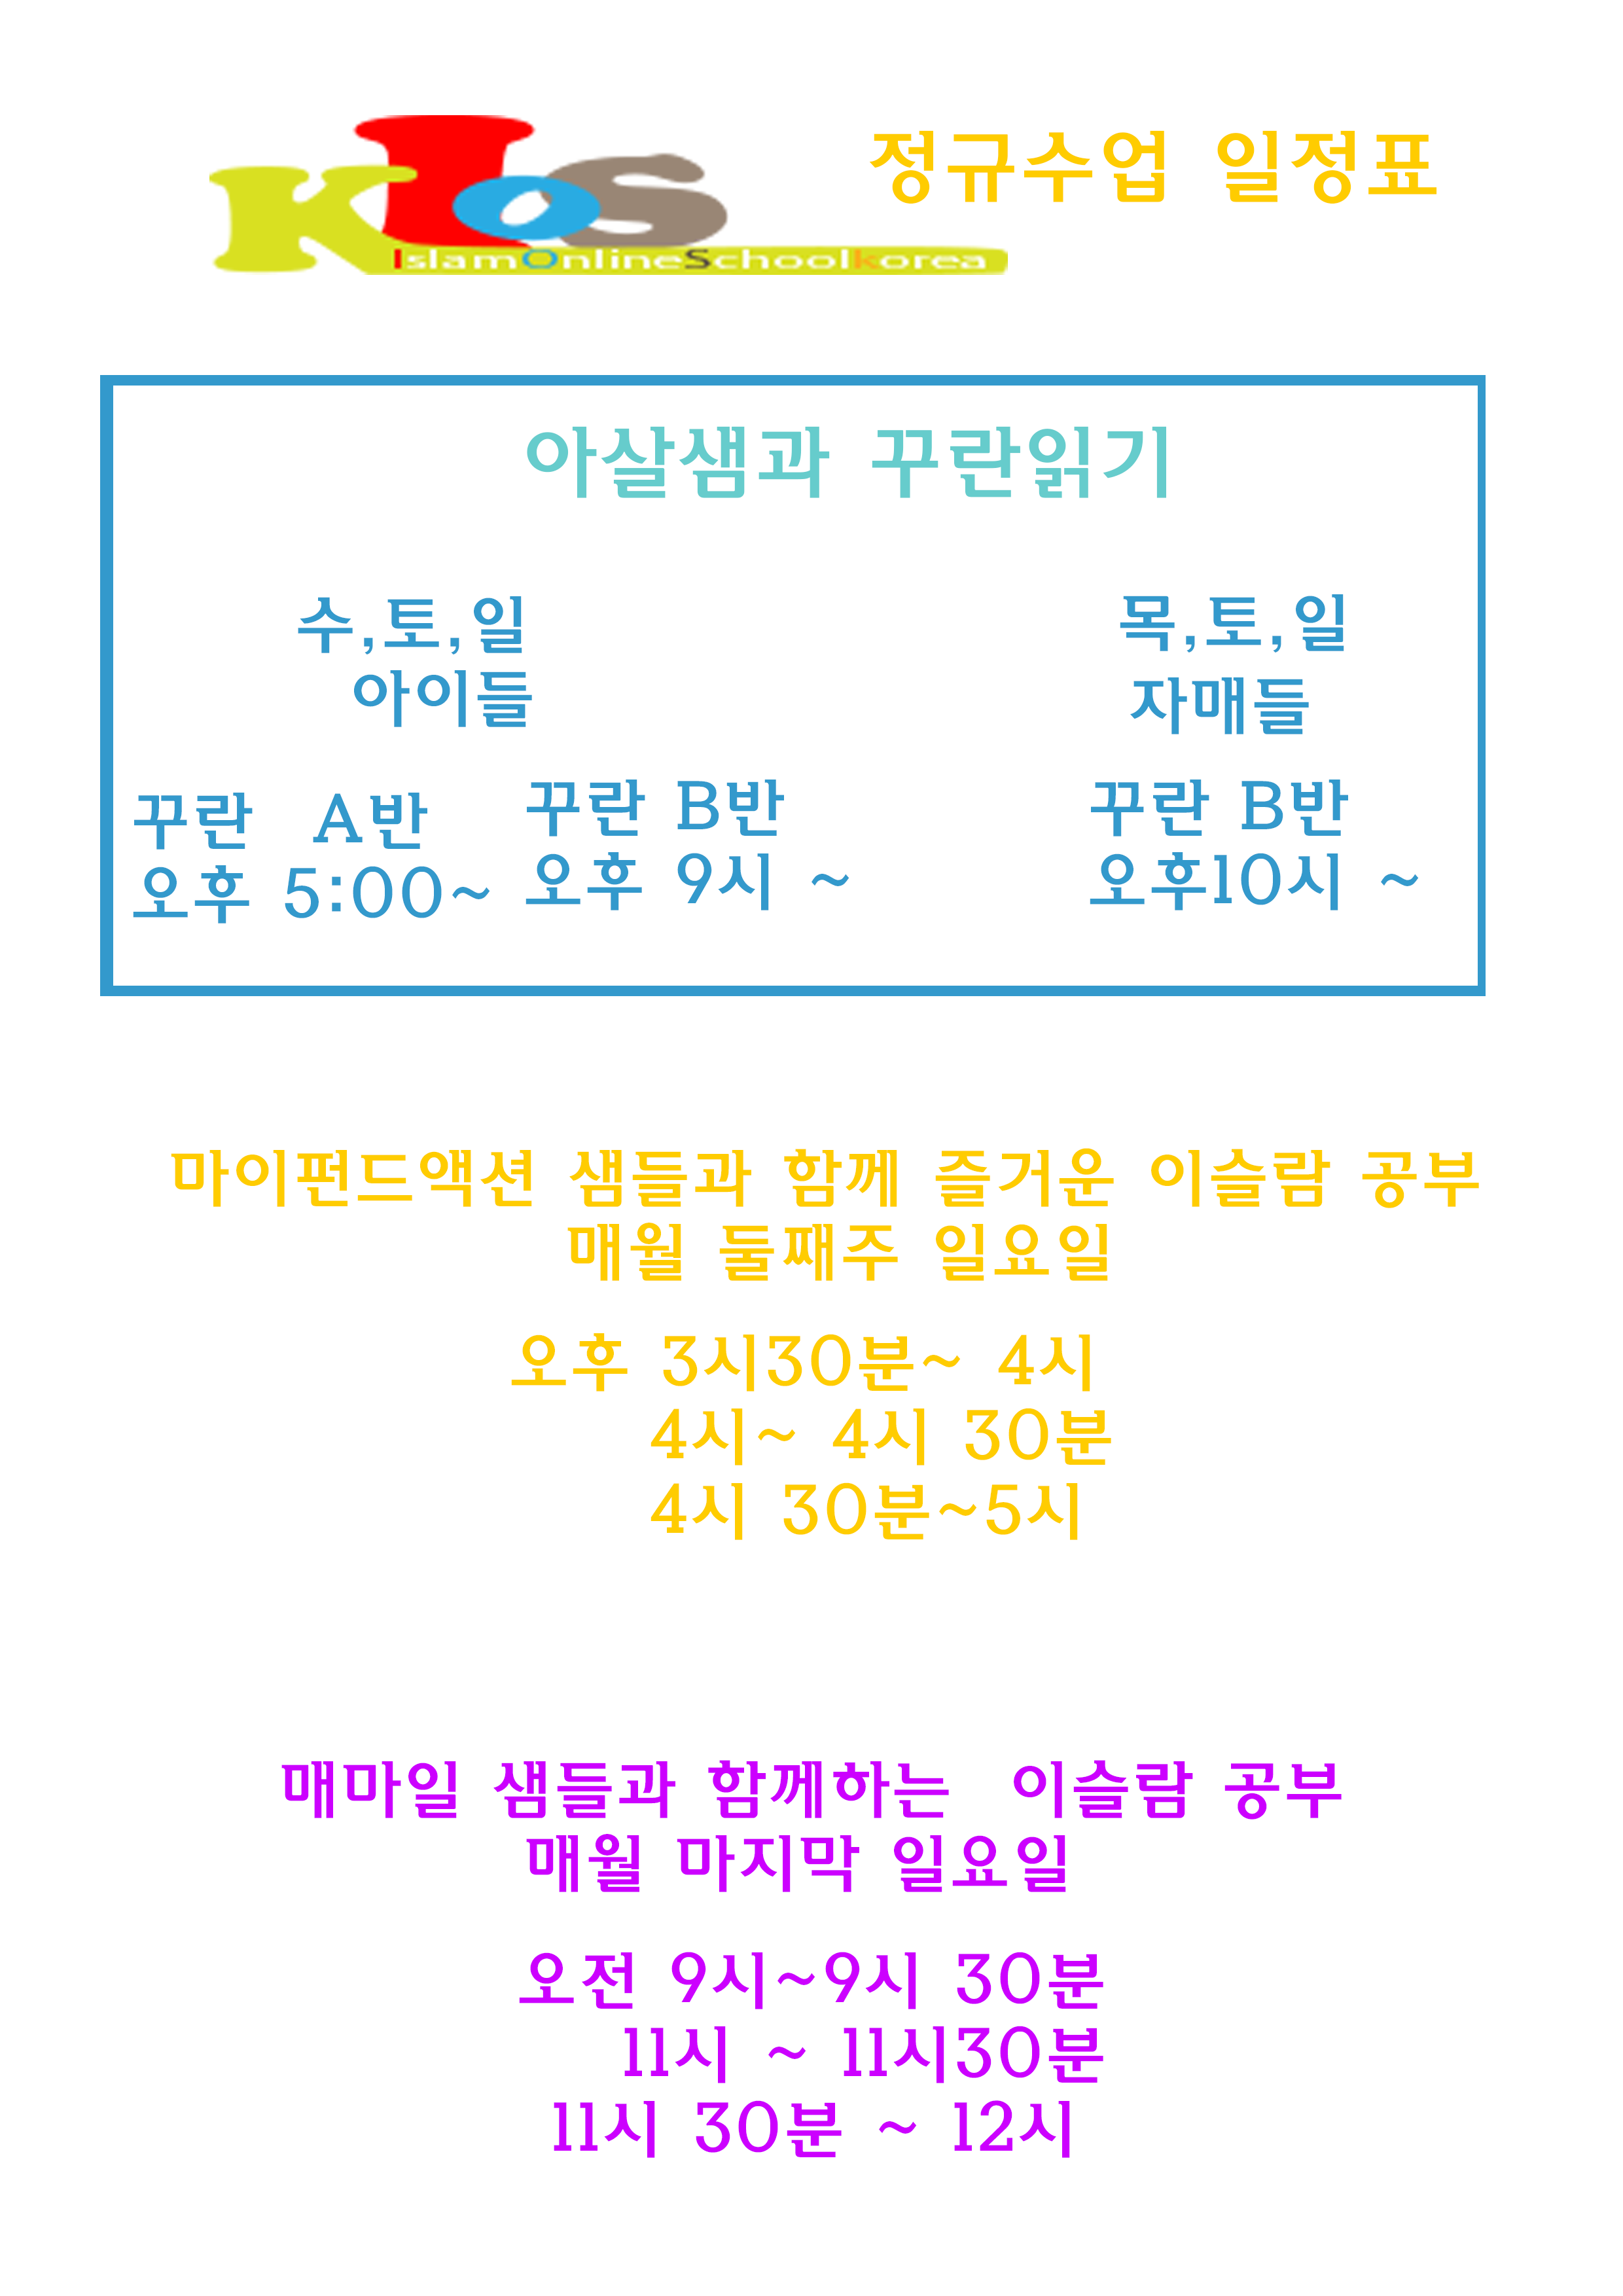 KIOS
IslamOnlineSchoolkorea
정규수업 일정표
아살샘과 꾸란읽기
수,토,일
아이들
꾸란 A반
오후 5:00~
꾸란 B반
오후 9시 ~
목,토,일
자매들
꾸란 B반
오후10시 ~
마이펀드액션 샘들과 함께 즐거운 이슬람 공부
매월 둘째주 일요일
오후 3시30분~ 4시
4시~ 4시 30분
4시 30분~5시
매마일 샘들과 함께하는 이슬람 공부
매월 마지막 일요일
오전 9시~9시 30분
11시 ~ 11시30분
11시 30분 ~ 12시